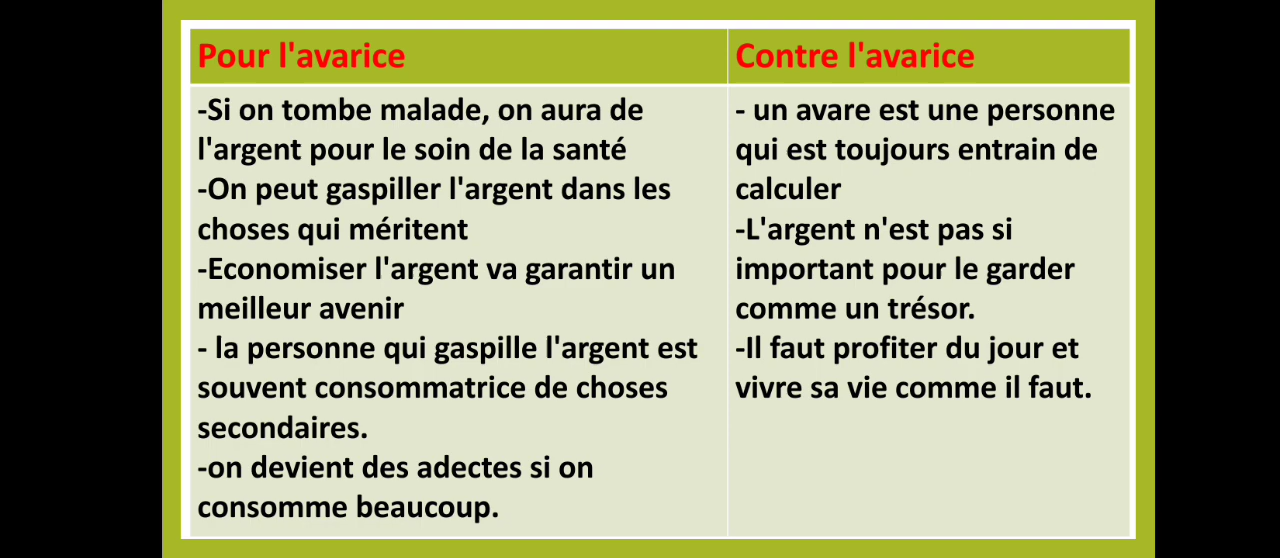 Pour l'avarice
-Si on tombe malade, on aura de
l'argent pour le soin de la santé
-On peut gaspiller l'argent dans les
choses qui méritent
-Economiser l'argent va garantir un
meilleur avenir
- la personne qui gaspille l'argent est
souvent consommatrice de choses
secondaires.
-on devient des adectes si on
consomme beaucoup.
Contre l'avarice
- un avare est une personne
qui est toujours entrain de
calculer
-L'argent n'est pas si
important pour le garder
comme un trésor.
-Il faut profiter du jour et
vivre sa vie comme il faut.